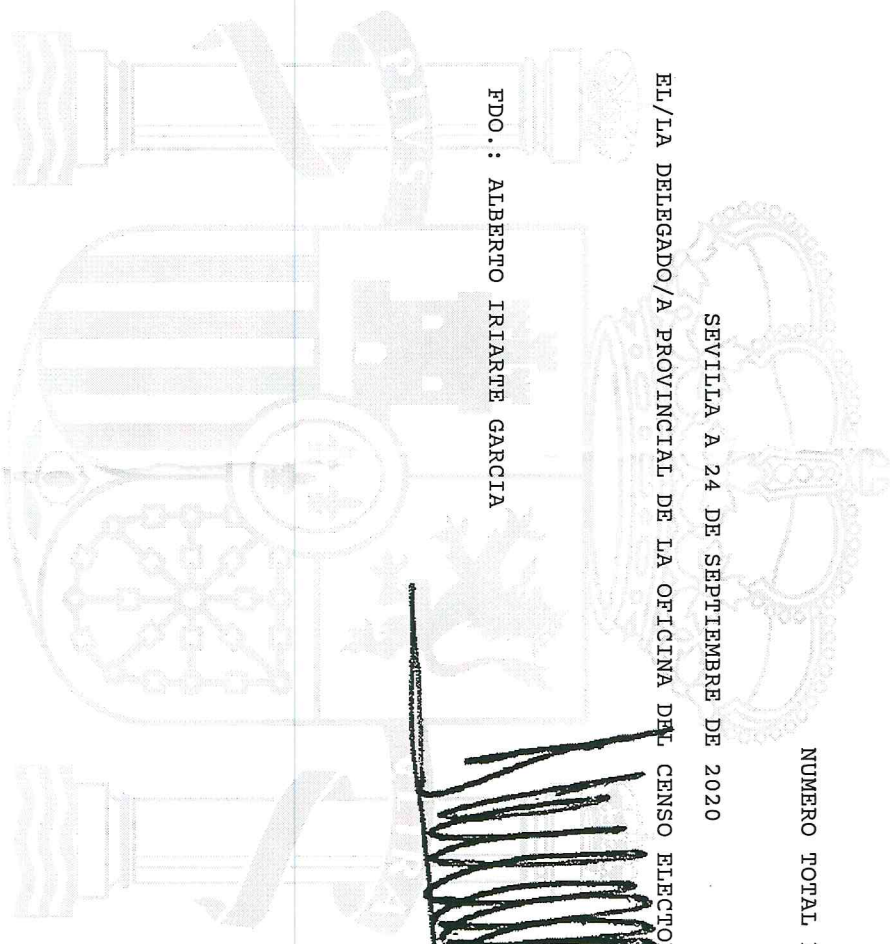 NUMERO TOTAL
SEVILLA A 24 DE SEPTIEMBRE DE 2020
EL/LA DELEGADO/A PROVINCIAL DE LA OFICINA DEL CENSO
FDO.: ALBERTO IRIARTE GARCIA
PLVS